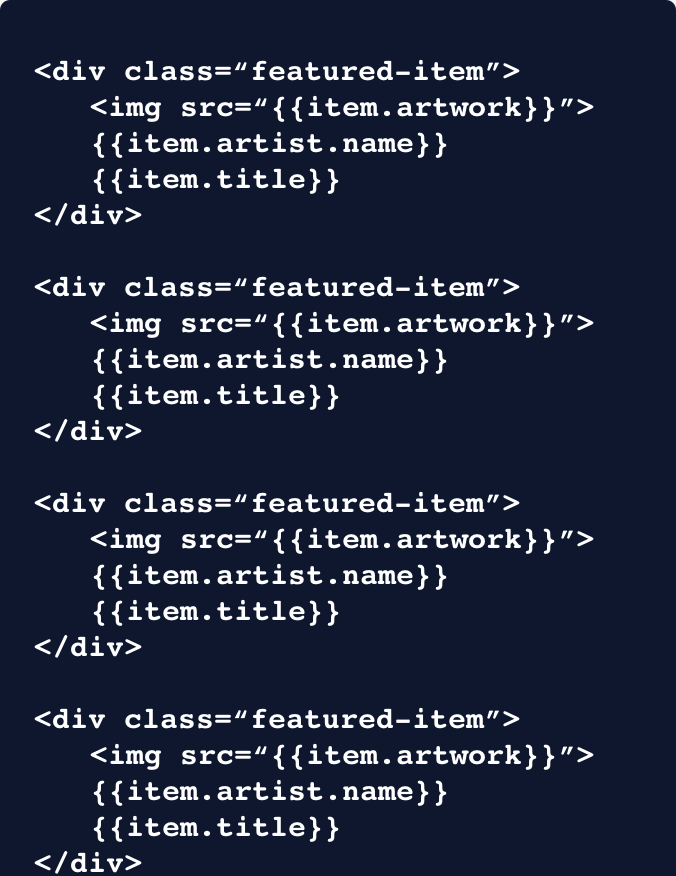 <div class=“featured-item”>
<img src=“{{item.artwork}}”>
{{item.artist.name}}
{{item.title}}
</div>
<div class=“featured-item”>
<img src=“{{item.artwork}}”>
{{item.artist.name}}
{{item.title}}
</div>
<div class=“featured-item”>
<img src=“{{item.artwork}}”>
{{item.artist.name}}
{{item.title}}
</div>
<div class=“featured-item”>
<img src=“{{item.artwork}}”>
{{item.artist.name}}
{{item.title}}
</div>